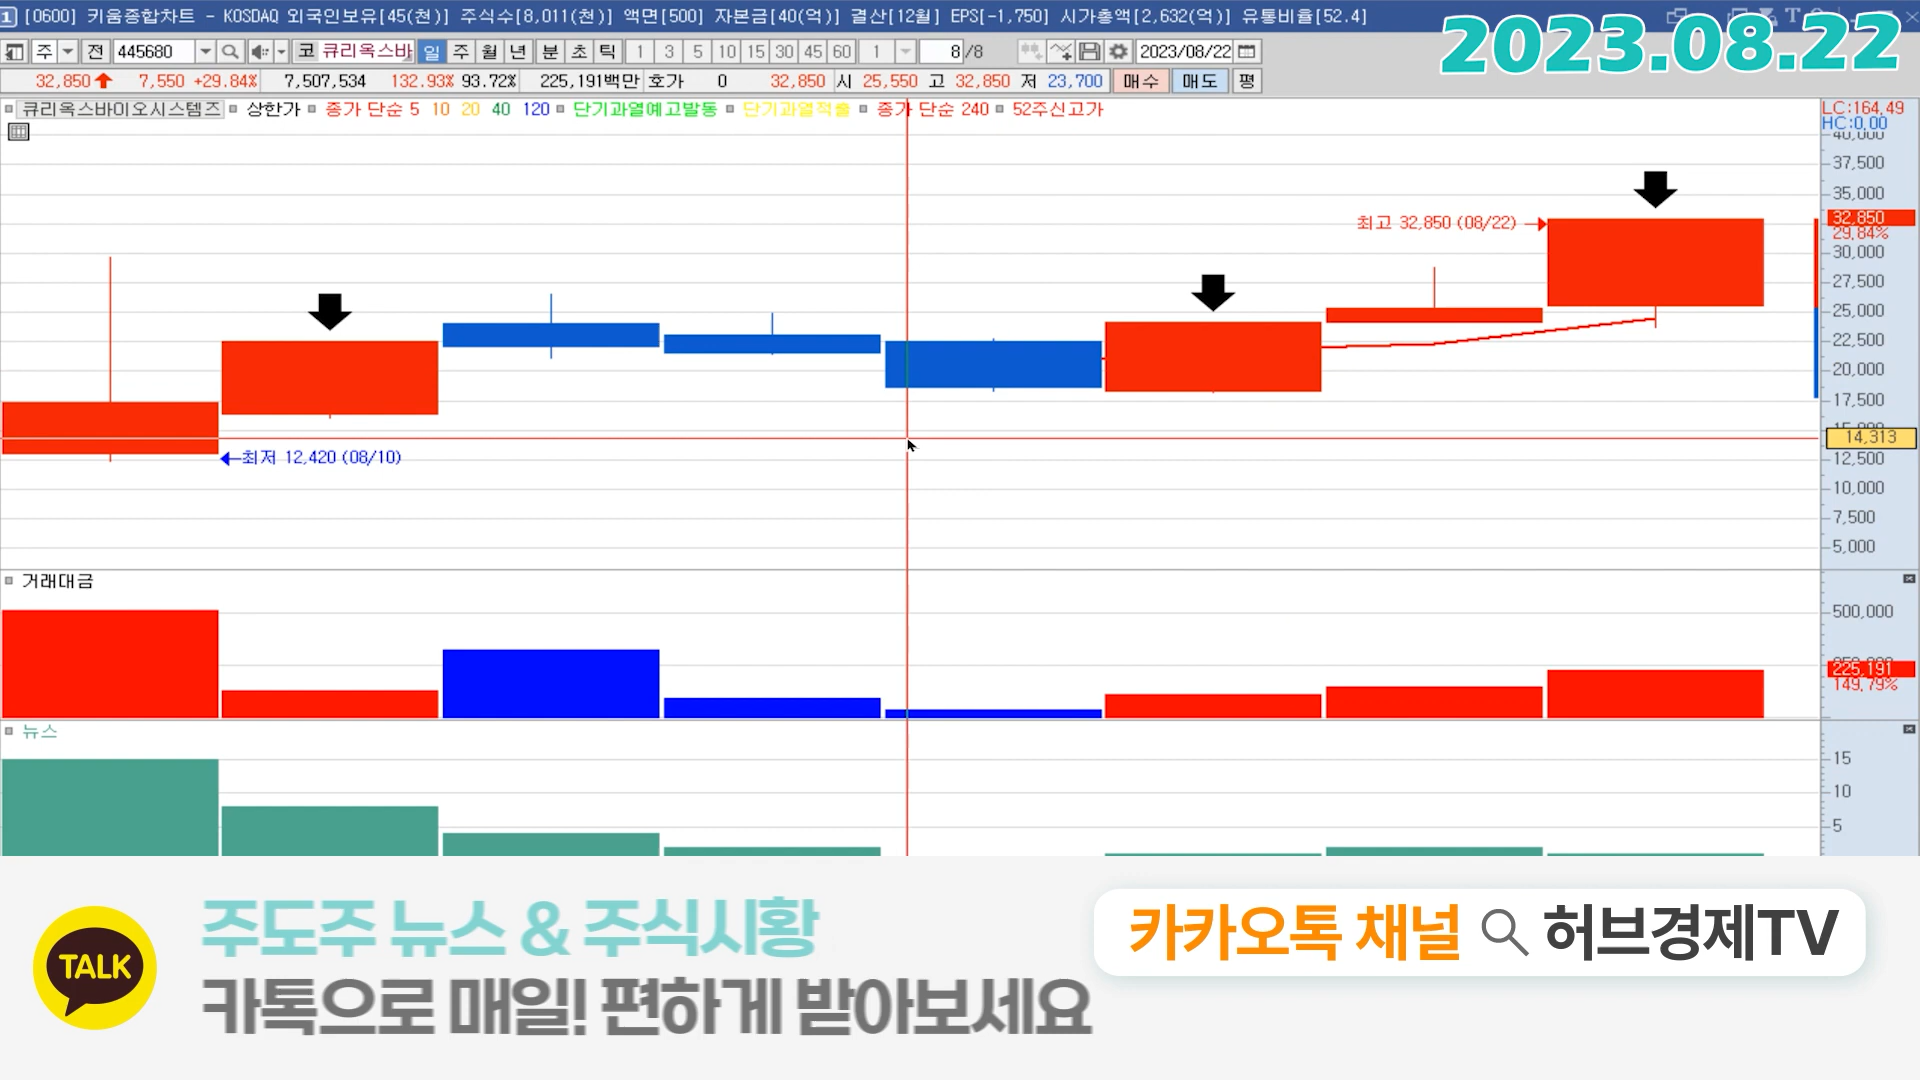 1 [0600] 키움종합차트 - KOSDAQ 외국인보유[45(천)] 주식수[8,011(천)] 액면[500] 자본금[40(억)] 결산[12월] EPS[-1,750] 시가총액[2,632(억)] 유통비율[52.4]
2023.08.22
주 전 445680 코 큐리옥스바 일 주 월 년 분 초 틱 1 3 5 10 15 30 45 60 1 8 /8 2023/08/22
32,850 7,550 +29.84% 7,507,534 132.93% 93.72% 225,191백만 호가 0 32,850 시 25,550 고 32,850 저 23,700 매수 매도 평
큐리옥스바이오시스템즈 상한가 종가 단순 5 10 20 40 120 단기과열예고발동 단기과열적출 종가 단순 240 52주신고가
LC:164.49
HC:0.00
40,000
37,500
35,000
최고 32,850 (08/22)
32,850
29.84%
30,000
27,500
25,000
22,500
20,000
17,500
14,313
최저 12,420 (08/10)
12,500
10,000
7,500
5,000
거래대금
500,000
225,191
149.79%
뉴스
15
10
5
TALK
주도주 뉴스 & 주식시황
카톡으로 매일! 편하게 받아보세요
카카오톡 채널 허브경제TV